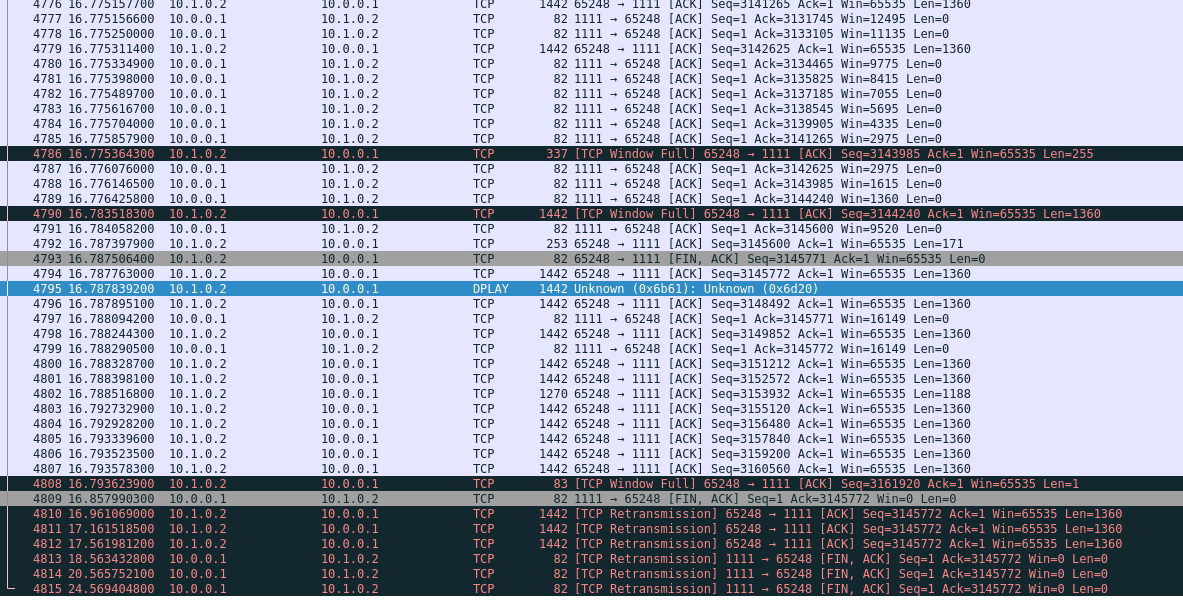 4776 16.775157700 10.1.0.2 10.0.0.1 TCP 1442 65248 → 1111 [ACK] Seq=3141265 Ack=1 Win=65535 Len=1360
4777 16.775156600 10.0.0.1 10.1.0.2 TCP 82 1111 → 65248 [ACK] Seq=1 Ack=3131745 Win=12495 Len=0
4778 16.775250000 10.0.0.1 10.1.0.2 TCP 82 1111 → 65248 [ACK] Seq=1 Ack=3133105 Win=11135 Len=0
4779 16.775311400 10.1.0.2 10.0.0.1 TCP 1442 65248 → 1111 [ACK] Seq=3142625 Ack=1 Win=65535 Len=1360
4780 16.775334900 10.0.0.1 10.1.0.2 TCP 82 1111 → 65248 [ACK] Seq=1 Ack=3134465 Win=9775 Len=0
4781 16.775398000 10.0.0.1 10.1.0.2 TCP 82 1111 → 65248 [ACK] Seq=1 Ack=3135825 Win=8415 Len=0
4782 16.775489700 10.0.0.1 10.1.0.2 TCP 82 1111 → 65248 [ACK] Seq=1 Ack=3137185 Win=7055 Len=0
4783 16.775616700 10.0.0.1 10.1.0.2 TCP 82 1111 → 65248 [ACK] Seq=1 Ack=3138545 Win=5695 Len=0
4784 16.775704000 10.0.0.1 10.1.0.2 TCP 82 1111 → 65248 [ACK] Seq=1 Ack=3139905 Win=4335 Len=0
4785 16.775857900 10.0.0.1 10.1.0.2 TCP 82 1111 → 65248 [ACK] Seq=1 Ack=3141265 Win=2975 Len=0
4786 16.775364300 10.1.0.2 10.0.0.1 TCP 337 [TCP Window Full] 65248 → 1111 [ACK] Seq=3143985 Ack=1 Win=65535 Len=255
4787 16.776076000 10.0.0.1 10.1.0.2 TCP 82 1111 → 65248 [ACK] Seq=1 Ack=3142625 Win=2975 Len=0
4788 16.776146500 10.0.0.1 10.1.0.2 TCP 82 1111 → 65248 [ACK] Seq=1 Ack=3143985 Win=1615 Len=0
4789 16.776425800 10.0.0.1 10.1.0.2 TCP 82 1111 → 65248 [ACK] Seq=1 Ack=3144240 Win=1360 Len=0
4790 16.783518300 10.1.0.2 10.0.0.1 TCP 1442 [TCP Window Full] 65248 → 1111 [ACK] Seq=3144240 Ack=1 Win=65535 Len=1360
4791 16.784058200 10.0.0.1 10.1.0.2 TCP 82 1111 → 65248 [ACK] Seq=1 Ack=3145600 Win=9520 Len=0
4792 16.787397900 10.1.0.2 10.0.0.1 TCP 253 65248 → 1111 [ACK] Seq=3145600 Ack=1 Win=65535 Len=171
4793 16.787506400 10.1.0.2 10.0.0.1 TCP 82 65248 → 1111 [FIN, ACK] Seq=3145771 Ack=1 Win=65535 Len=0
4794 16.787763000 10.1.0.2 10.0.0.1 TCP 1442 65248 → 1111 [ACK] Seq=3145772 Ack=1 Win=65535 Len=1360
4795 16.787839200 10.1.0.2 10.0.0.1 DPLAY 1442 Unknown (0x6b61): Unknown (0x6d20)
4796 16.787895100 10.1.0.2 10.0.0.1 TCP 1442 65248 → 1111 [ACK] Seq=3148492 Ack=1 Win=65535 Len=1360
4797 16.788094200 10.0.0.1 10.1.0.2 TCP 82 1111 → 65248 [ACK] Seq=1 Ack=3145771 Win=16149 Len=0
4798 16.788244300 10.1.0.2 10.0.0.1 TCP 1442 65248 → 1111 [ACK] Seq=3149852 Ack=1 Win=65535 Len=1360
4799 16.788290500 10.0.0.1 10.1.0.2 TCP 82 1111 → 65248 [ACK] Seq=1 Ack=3145772 Win=16149 Len=0
4800 16.788328700 10.1.0.2 10.0.0.1 TCP 1442 65248 → 1111 [ACK] Seq=3151212 Ack=1 Win=65535 Len=1360
4801 16.788398100 10.1.0.2 10.0.0.1 TCP 1442 65248 → 1111 [ACK] Seq=3152572 Ack=1 Win=65535 Len=1360
4802 16.788516800 10.1.0.2 10.0.0.1 TCP 1270 65248 → 1111 [ACK] Seq=3153932 Ack=1 Win=65535 Len=1188
4803 16.792732900 10.1.0.2 10.0.0.1 TCP 1442 65248 → 1111 [ACK] Seq=3155120 Ack=1 Win=65535 Len=1360
4804 16.792928200 10.1.0.2 10.0.0.1 TCP 1442 65248 → 1111 [ACK] Seq=3156480 Ack=1 Win=65535 Len=1360
4805 16.793339600 10.1.0.2 10.0.0.1 TCP 1442 65248 → 1111 [ACK] Seq=3157840 Ack=1 Win=65535 Len=1360
4806 16.793523500 10.1.0.2 10.0.0.1 TCP 1442 65248 → 1111 [ACK] Seq=3159200 Ack=1 Win=65535 Len=1360
4807 16.793578300 10.1.0.2 10.0.0.1 TCP 1442 65248 → 1111 [ACK] Seq=3160560 Ack=1 Win=65535 Len=1360
4808 16.793623900 10.1.0.2 10.0.0.1 TCP 83 [TCP Window Full] 65248 → 1111 [ACK] Seq=3161920 Ack=1 Win=65535 Len=1
4809 16.857990300 10.0.0.1 10.1.0.2 TCP 82 1111 → 65248 [FIN, ACK] Seq=1 Ack=3145772 Win=0 Len=0
4810 16.961069000 10.1.0.2 10.0.0.1 TCP 1442 [TCP Retransmission] 65248 → 1111 [ACK] Seq=3145772 Ack=1 Win=65535 Len=1360
4811 17.161518500 10.1.0.2 10.0.0.1 TCP 1442 [TCP Retransmission] 65248 → 1111 [ACK] Seq=3145772 Ack=1 Win=65535 Len=1360
4812 17.561981200 10.1.0.2 10.0.0.1 TCP 1442 [TCP Retransmission] 65248 → 1111 [ACK] Seq=3145772 Ack=1 Win=65535 Len=1360
4813 18.563432800 10.0.0.1 10.1.0.2 TCP 82 [TCP Retransmission] 1111 → 65248 [FIN, ACK] Seq=1 Ack=3145772 Win=0 Len=0
4814 20.565752100 10.0.0.1 10.1.0.2 TCP 82 [TCP Retransmission] 1111 → 65248 [FIN, ACK] Seq=1 Ack=3145772 Win=0 Len=0
4815 24.569404800 10.0.0.1 10.1.0.2 TCP 82 [TCP Retransmission] 1111 → 65248 [FIN, ACK] Seq=1 Ack=3145772 Win=0 Len=0